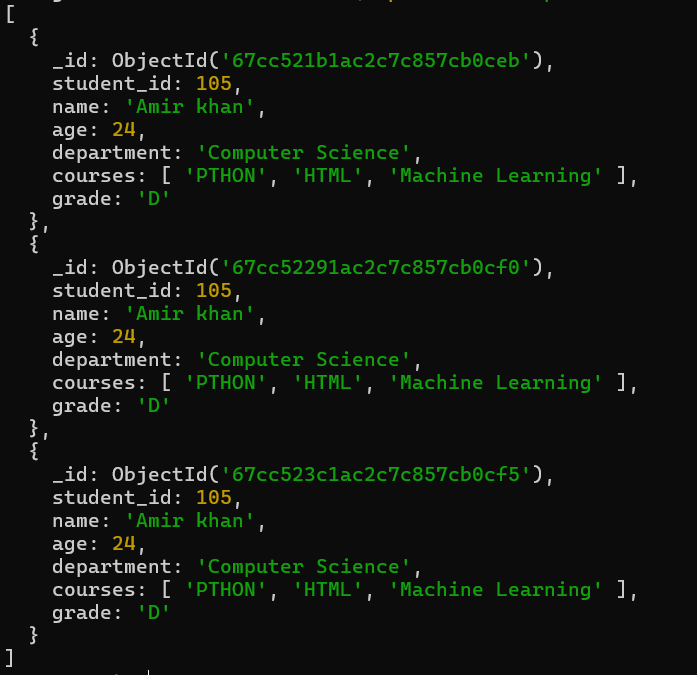 [
  {
    _id: ObjectId('67cc521b1ac2c7c857cb0ceb'),
    student_id: 105,
    name: 'Amir khan',
    age: 24,
    department: 'Computer Science',
    courses: [ 'PTHON', 'HTML', 'Machine Learning' ],
    grade: 'D'
  },
  {
    _id: ObjectId('67cc52291ac2c7c857cb0cf0'),
    student_id: 105,
    name: 'Amir khan',
    age: 24,
    department: 'Computer Science',
    courses: [ 'PTHON', 'HTML', 'Machine Learning' ],
    grade: 'D'
  },
  {
    _id: ObjectId('67cc523c1ac2c7c857cb0cf5'),
    student_id: 105,
    name: 'Amir khan',
    age: 24,
    department: 'Computer Science',
    courses: [ 'PTHON', 'HTML', 'Machine Learning' ],
    grade: 'D'
  }
]